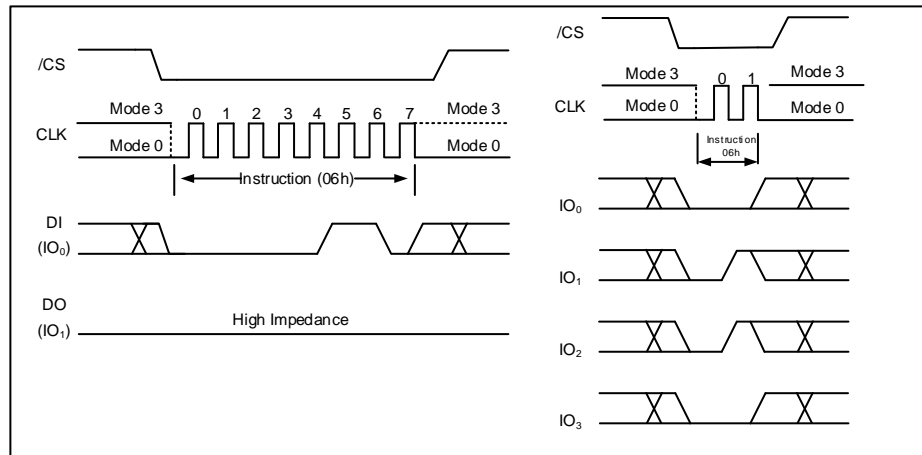 /CS
Mode 3 0 1 2 3 4 5 6 7 Mode 3
CLK
Mode 0 Mode 0
Instruction (06h)
DI
(IO0)
DO
(IO1)
High Impedance
/CS
Mode 3 0 1 Mode 3
CLK
Mode 0 Mode 0
Instruction
06h
IO0
IO1
IO2
IO3